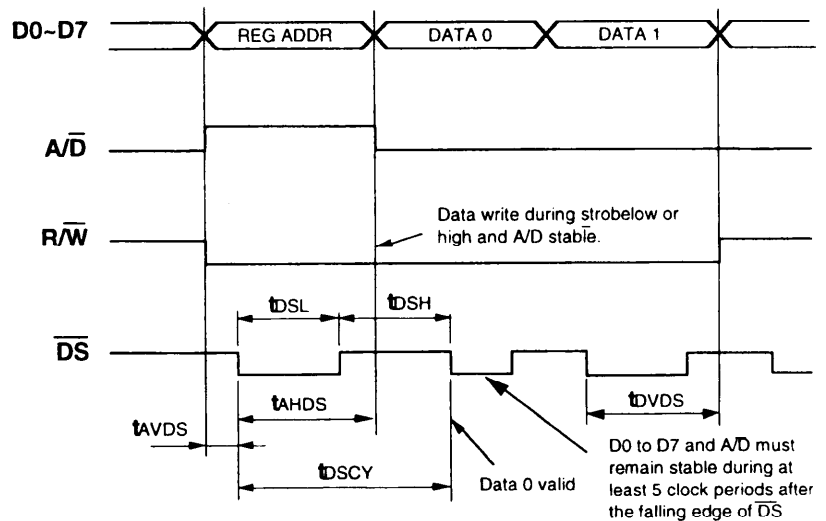 D0~D7
REG ADDR
DATA 0
DATA 1
A/D̅
R/W̅
Data write during strobelow or
high and A/D stable.
tDSL
tDSH
D̅S̅
tAHDS
tDVDS
tAVDS
tDSCY
Data 0 valid
D0 to D7 and A/D̅ must
remain stable during at
least 5 clock periods after
the falling edge of D̅S̅